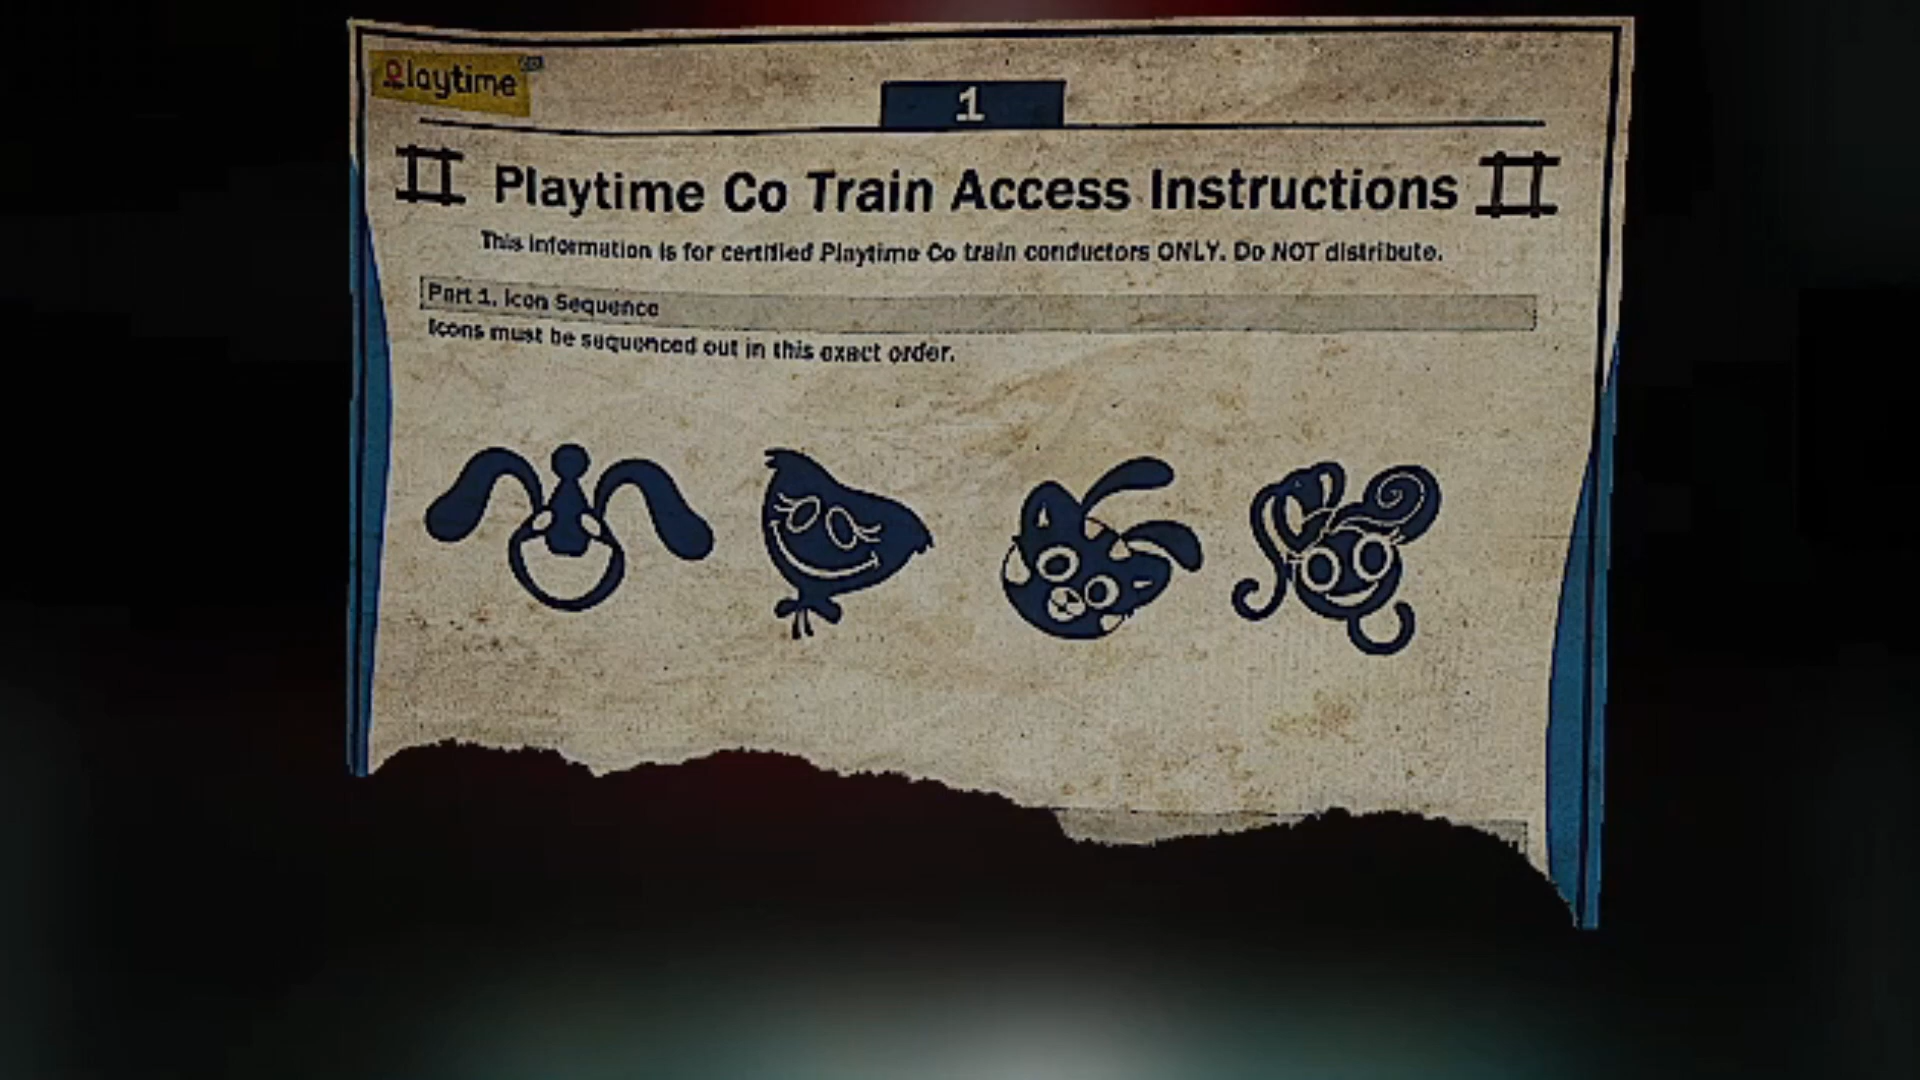 Playtime
1
Playtime Co Train Access Instructions
This information is for certified Playtime Co train conductors ONLY. Do NOT distribute.
Part 1. Icon Sequence
Icons must be sequenced out in this exact order.